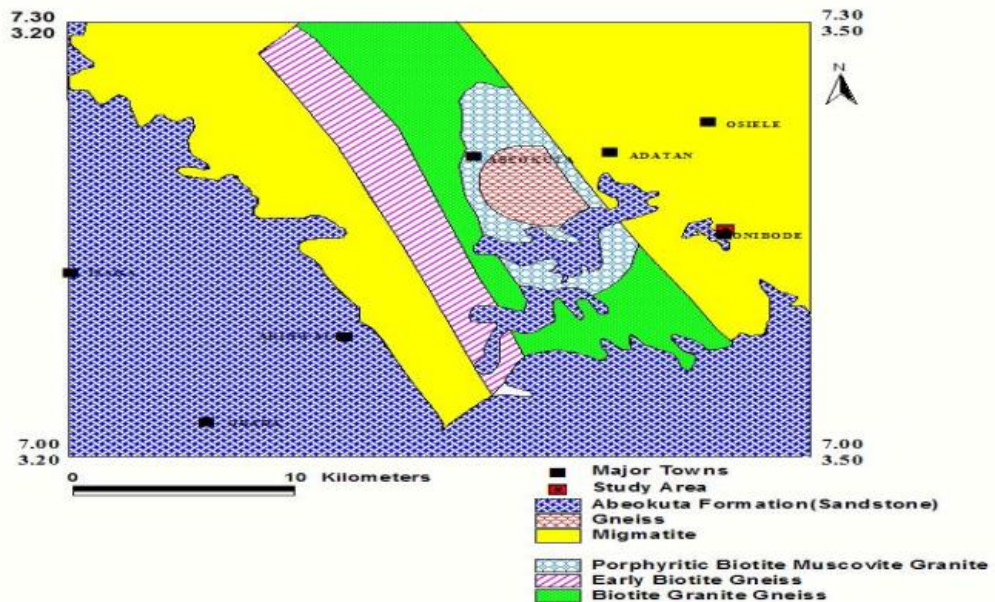 7.30
3.20
7.30
3.50
N
OSIELE
ABEOKUTA
ADATAN
ONIBODE
7.00
3.20
7.00
3.50
0 10 Kilometers
Major Towns
Study Area
Abeokuta Formation(Sandstone)
Gneiss
Migmatite
Porphyritic Biotite Muscovite Granite
Early Biotite Gneiss
Biotite Granite Gneiss